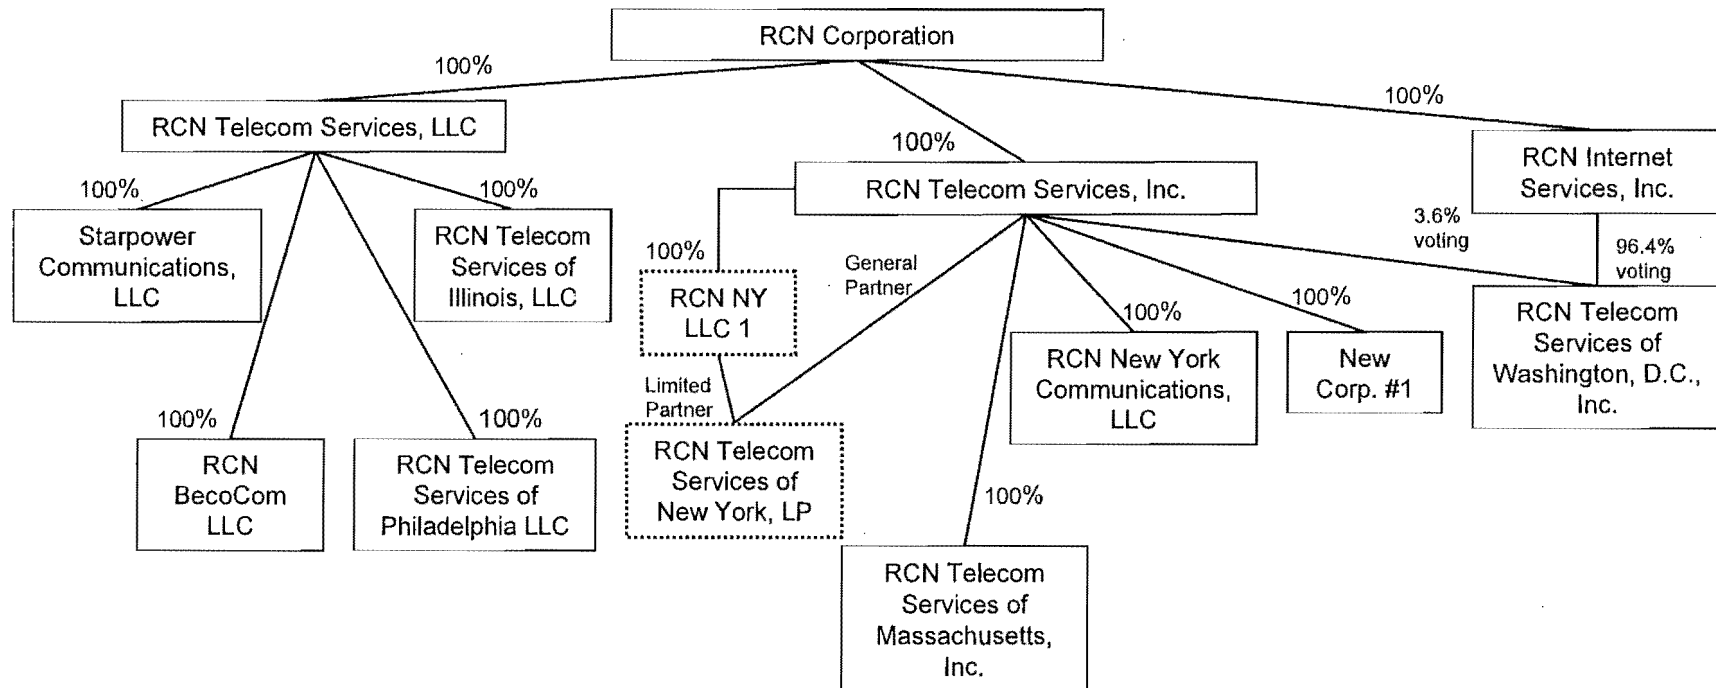 RCN Corporation
100%
100%
100%
RCN Telecom Services, LLC
RCN Telecom Services, Inc.
RCN Internet
Services, Inc.
100%
100%
Starpower
Communications,
LLC
RCN Telecom
Services of
Illinois, LLC
100%
RCN NY
LLC 1
General
Partner
3.6%
voting
96.4%
voting
100%
100%
RCN New York
Communications,
LLC
New
Corp. #1
RCN Telecom
Services of
Washington, D.C.,
Inc.
Limited
Partner
100%
100%
RCN
BecoCom
LLC
RCN Telecom
Services of
Philadelphia LLC
RCN Telecom
Services of
New York, LP
100%
RCN Telecom
Services of
Massachusetts,
Inc.